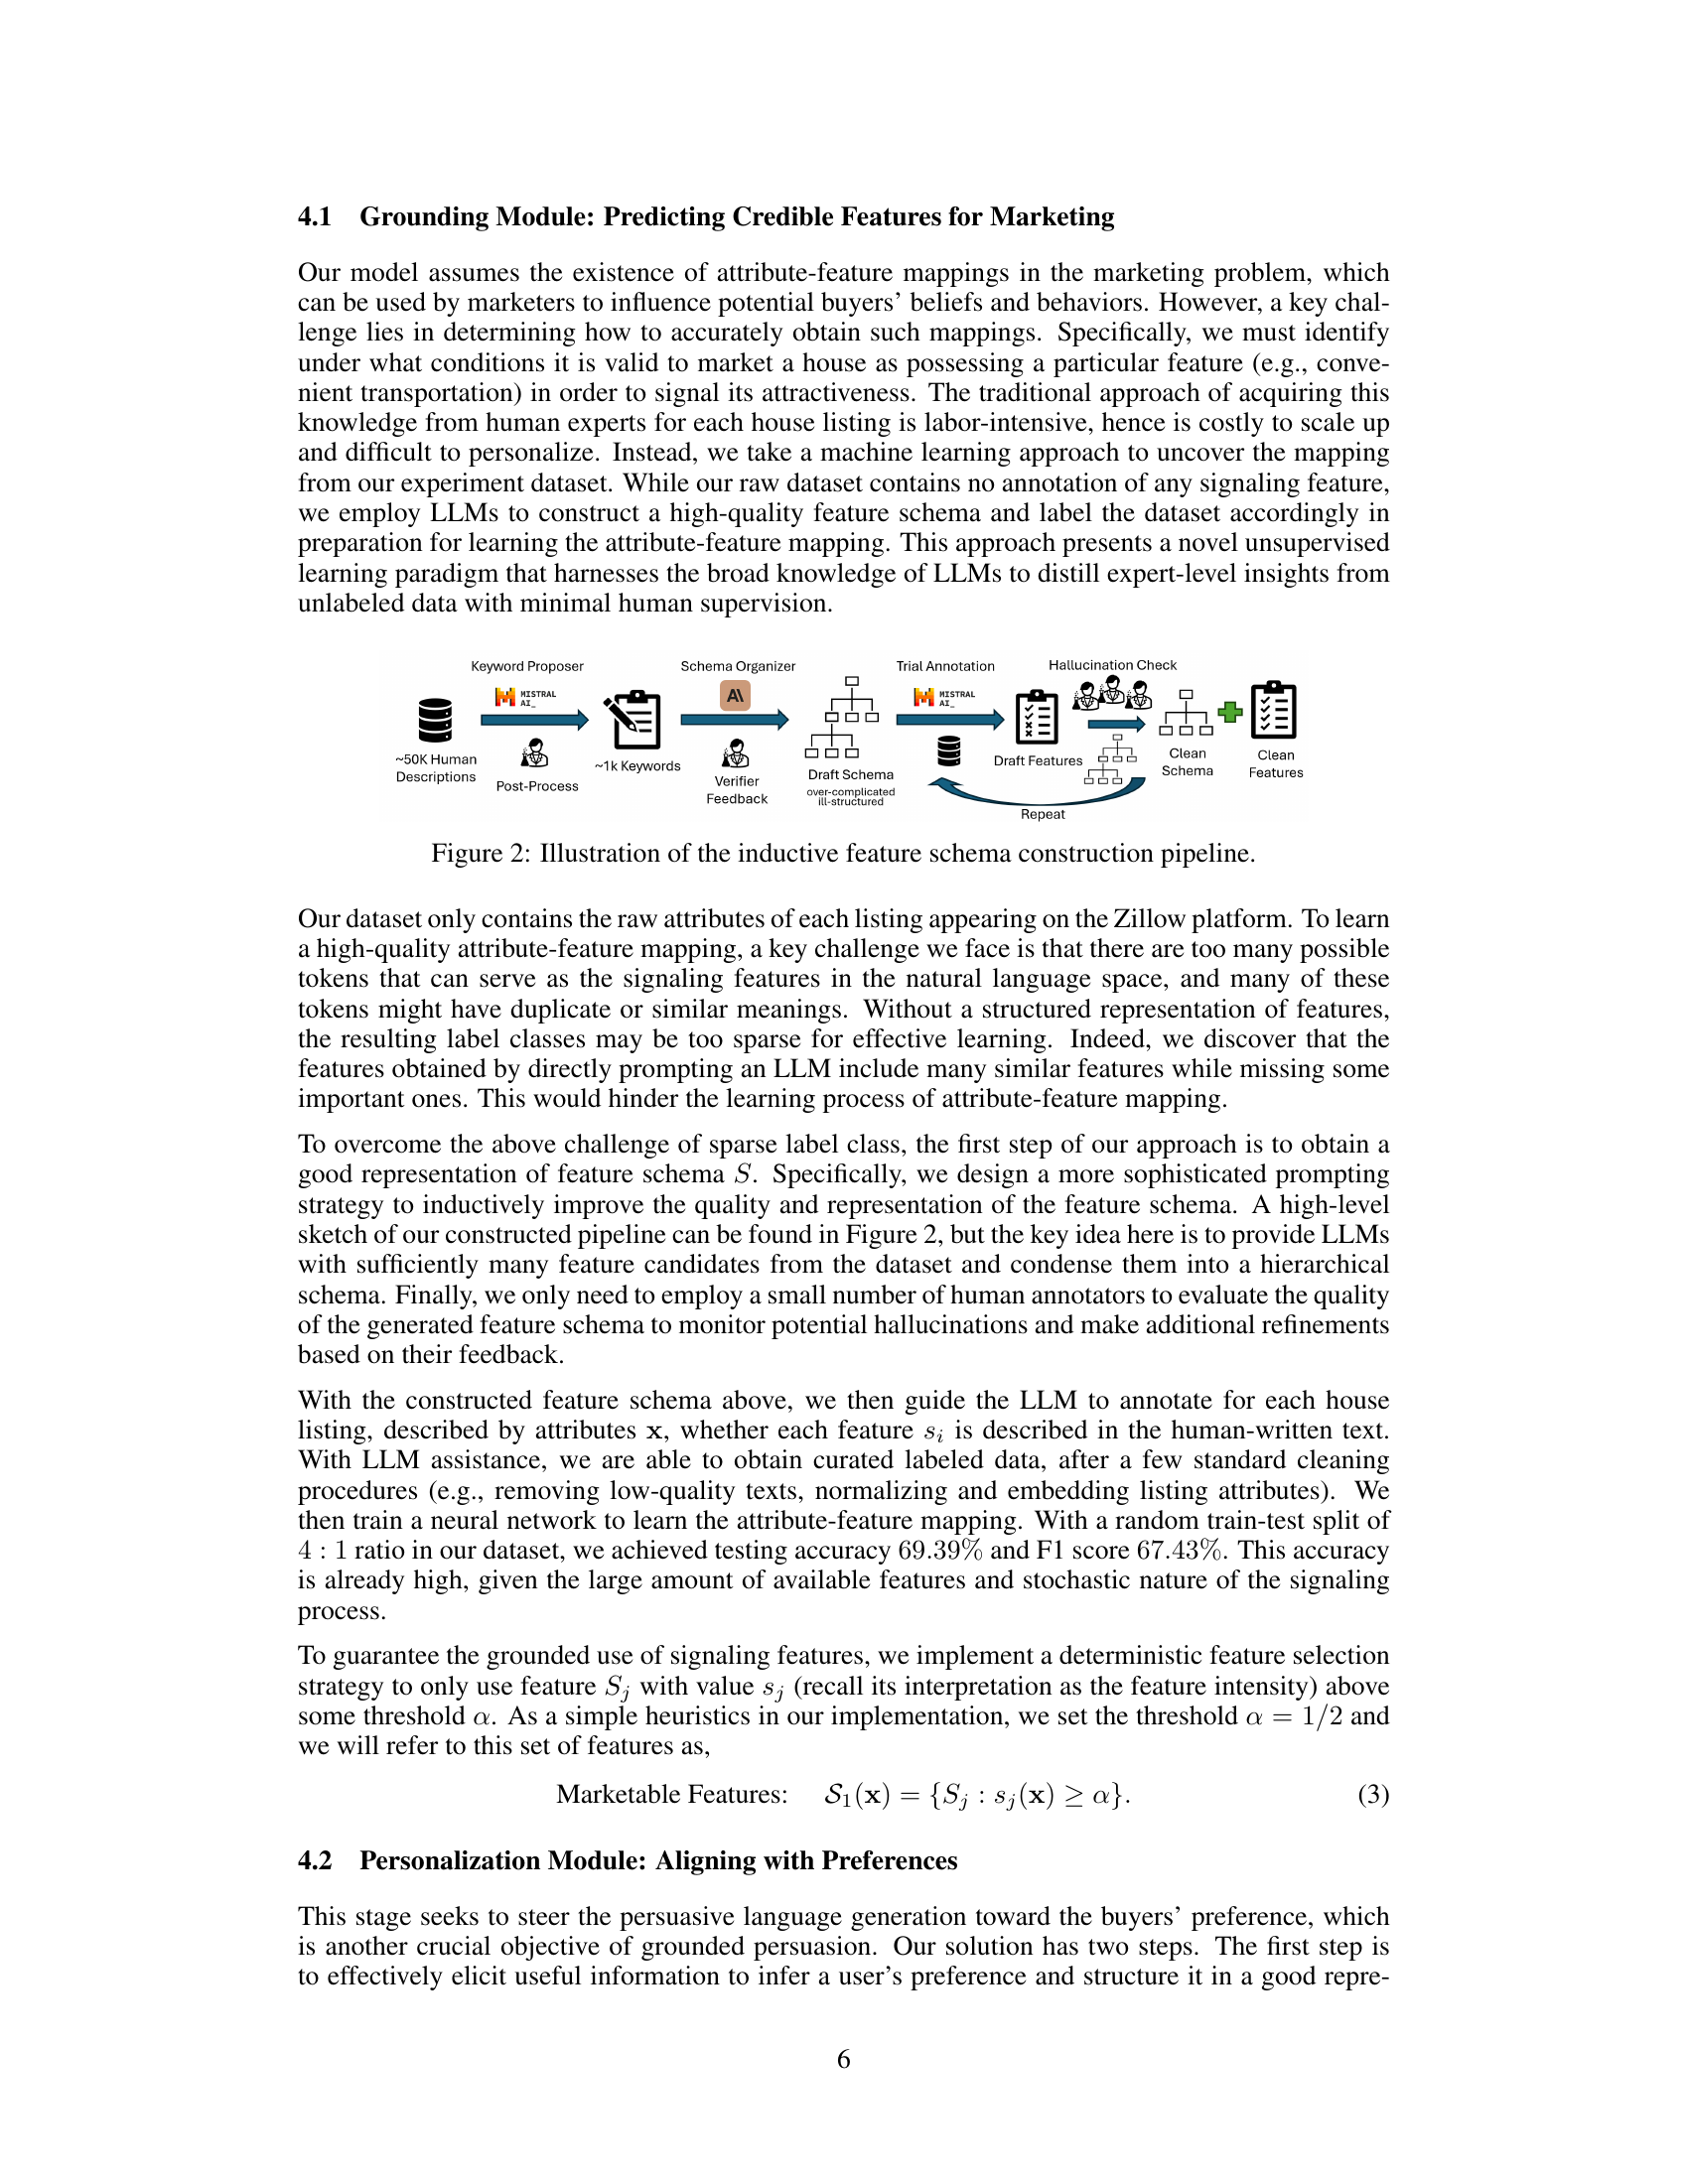 4.1 Grounding Module: Predicting Credible Features for Marketing
Our model assumes the existence of attribute-feature mappings in the marketing problem, which
can be used by marketers to influence potential buyers' beliefs and behaviors. However, a key chal-
lenge lies in determining how to accurately obtain such mappings. Specifically, we must identify
under what conditions it is valid to market a house as possessing a particular feature (e.g., conve-
nient transportation) in order to signal its attractiveness. The traditional approach of acquiring this
knowledge from human experts for each house listing is labor-intensive, hence is costly to scale up
and difficult to personalize. Instead, we take a machine learning approach to uncover the mapping
from our experiment dataset. While our raw dataset contains no annotation of any signaling feature,
we employ LLMs to construct a high-quality feature schema and label the dataset accordingly in
preparation for learning the attribute-feature mapping. This approach presents a novel unsupervised
learning paradigm that harnesses the broad knowledge of LLMs to distill expert-level insights from
unlabeled data with minimal human supervision.
Keyword Proposer
Schema Organizer
Trial Annotation
Hallucination Check
MISTRAL
AI_
A\
MISTRAL
AI_
~50K Human
Descriptions
Post-Process
~1k Keywords
Verifier
Feedback
Draft Schema
over-complicated
ill-structured
Draft Features
Clean
Schema
Clean
Features
Repeat
Figure 2: Illustration of the inductive feature schema construction pipeline.
Our dataset only contains the raw attributes of each listing appearing on the Zillow platform. To learn
a high-quality attribute-feature mapping, a key challenge we face is that there are too many possible
tokens that can serve as the signaling features in the natural language space, and many of these
tokens might have duplicate or similar meanings. Without a structured representation of features,
the resulting label classes may be too sparse for effective learning. Indeed, we discover that the
features obtained by directly prompting an LLM include many similar features while missing some
important ones. This would hinder the learning process of attribute-feature mapping.
To overcome the above challenge of sparse label class, the first step of our approach is to obtain a
good representation of feature schema S. Specifically, we design a more sophisticated prompting
strategy to inductively improve the quality and representation of the feature schema. A high-level
sketch of our constructed pipeline can be found in Figure 2, but the key idea here is to provide LLMs
with sufficiently many feature candidates from the dataset and condense them into a hierarchical
schema. Finally, we only need to employ a small number of human annotators to evaluate the quality
of the generated feature schema to monitor potential hallucinations and make additional refinements
based on their feedback.
With the constructed feature schema above, we then guide the LLM to annotate for each house
listing, described by attributes x, whether each feature s_i is described in the human-written text.
With LLM assistance, we are able to obtain curated labeled data, after a few standard cleaning
procedures (e.g., removing low-quality texts, normalizing and embedding listing attributes). We
then train a neural network to learn the attribute-feature mapping. With a random train-test split of
4 : 1 ratio in our dataset, we achieved testing accuracy 69.39% and F1 score 67.43%. This accuracy
is already high, given the large amount of available features and stochastic nature of the signaling
process.
To guarantee the grounded use of signaling features, we implement a deterministic feature selection
strategy to only use feature S_j with value s_j (recall its interpretation as the feature intensity) above
some threshold α. As a simple heuristics in our implementation, we set the threshold α = 1/2 and
we will refer to this set of features as,
Marketable Features: S_1(x) = {S_j : s_j(x) ≥ α}. (3)
4.2 Personalization Module: Aligning with Preferences
This stage seeks to steer the persuasive language generation toward the buyers' preference, which
is another crucial objective of grounded persuasion. Our solution has two steps. The first step is
to effectively elicit useful information to infer a user's preference and structure it in a good repre-
6